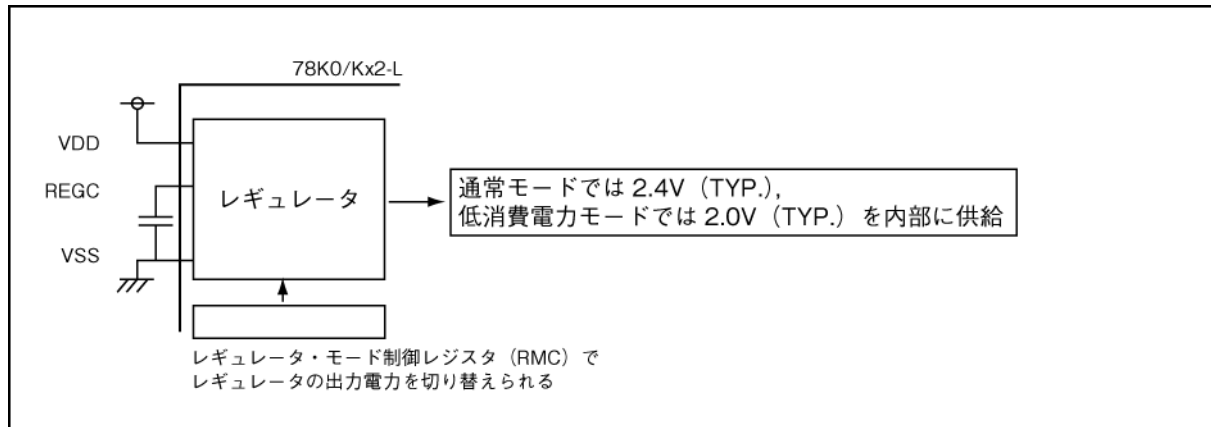 78K0/Kx2-L
VDD
REGC
VSS
レギュレータ
通常モードでは 2.4V（TYP.）,
低消費電力モードでは 2.0V（TYP.）を内部に供給
レギュレータ・モード制御レジスタ（RMC）で
レギュレータの出力電力を切り替えられる